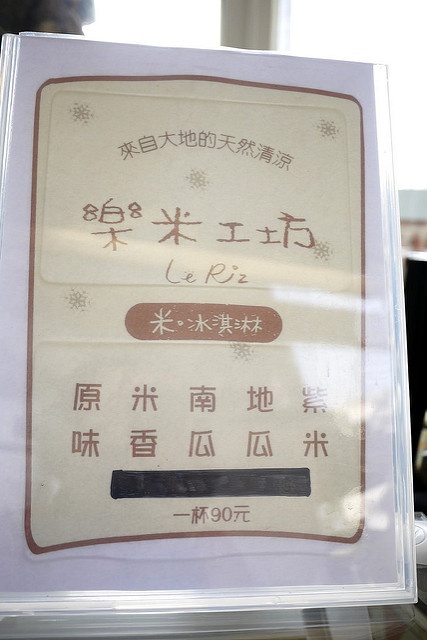 來自大地的天然清涼
樂米工坊
Le Riz
米。冰淇淋
原 米 南 地 紫
味 香 瓜 瓜 米
一杯90元